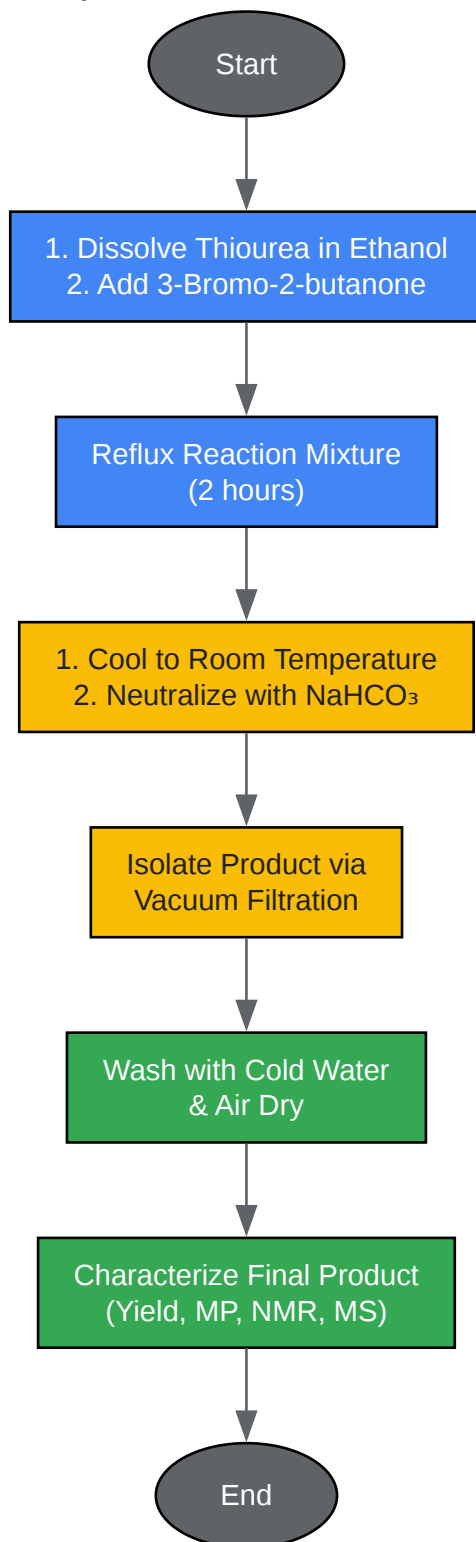 Start
1. Dissolve Thiourea in Ethanol
2. Add 3-Bromo-2-butanone
Reflux Reaction Mixture
(2 hours)
1. Cool to Room Temperature
2. Neutralize with NaHCO₃
Isolate Product via
Vacuum Filtration
Wash with Cold Water
& Air Dry
Characterize Final Product
(Yield, MP, NMR, MS)
End